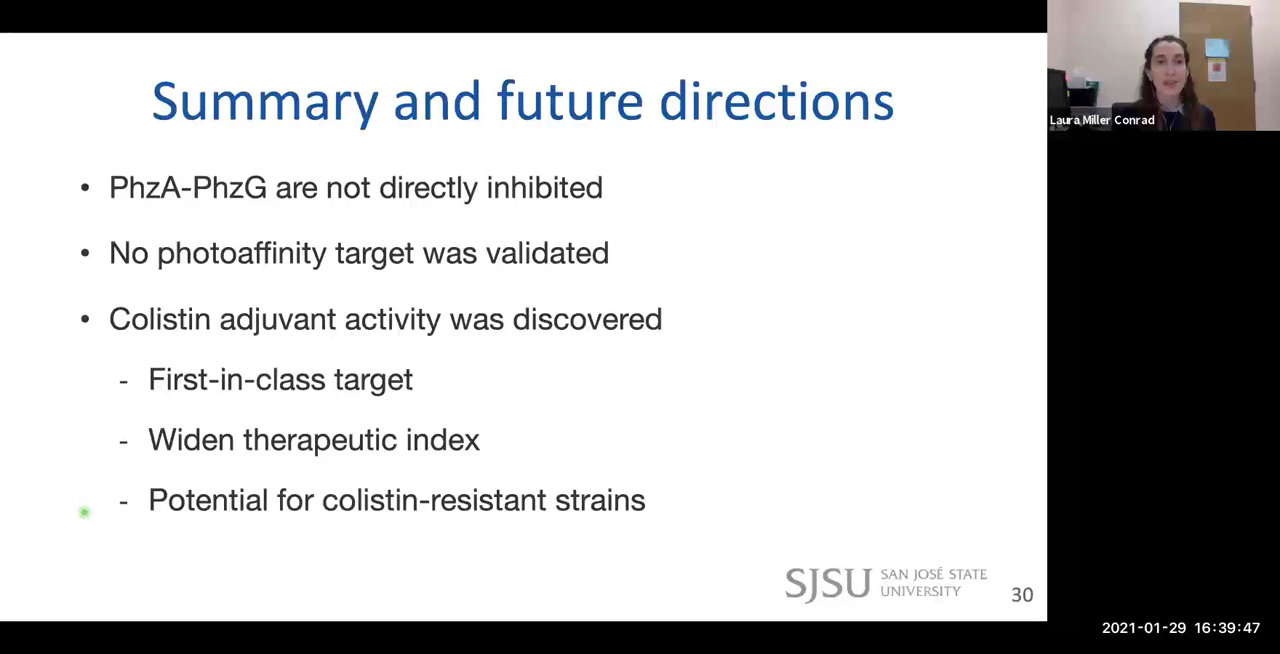 Summary and future directions
• PhzA-PhzG are not directly inhibited
• No photoaffinity target was validated
• Colistin adjuvant activity was discovered
- First-in-class target
- Widen therapeutic index
- Potential for colistin-resistant strains
SJSU SAN JOSÉ STATE
UNIVERSITY
30
Laura Miller Conrad
2021-01-29 16:39:47